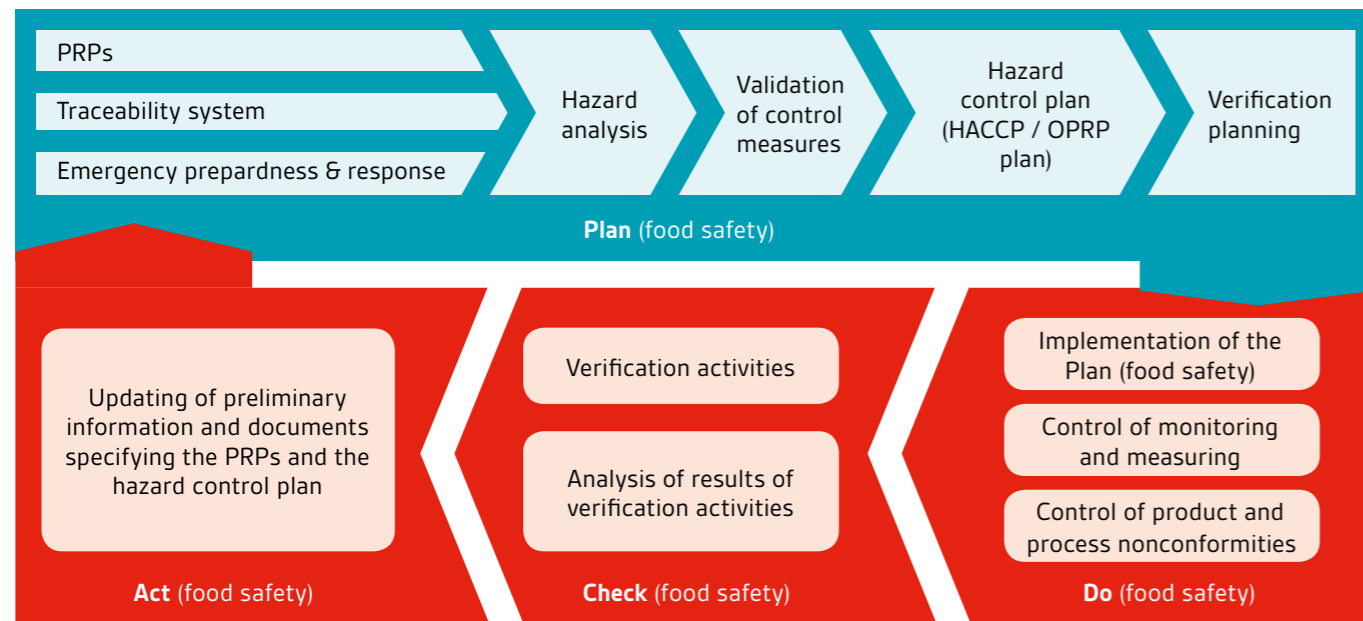 PRPs
Traceability system
Emergency prepardness & response
Hazard
analysis
Validation
of control
measures
Hazard
control plan
(HACCP / OPRP
plan)
Verification
planning
Plan (food safety)
Updating of preliminary
information and documents
specifying the PRPs and the
hazard control plan
Act (food safety)
Verification activities
Analysis of results of
verification activities
Check (food safety)
Implementation of the
Plan (food safety)
Control of monitoring
and measuring
Control of product and
process nonconformities
Do (food safety)